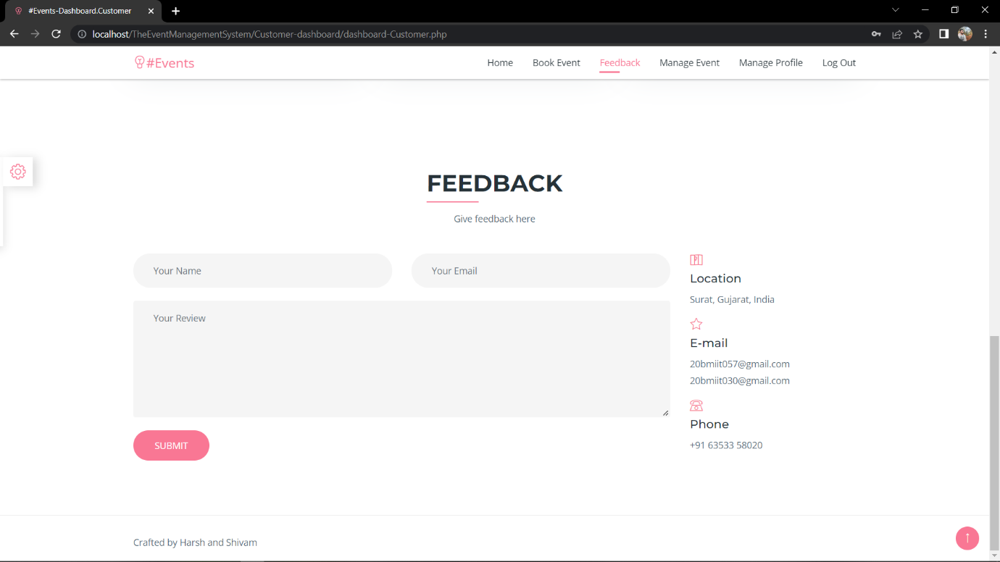 #Events-Dashboard.Customer
localhost/TheEventManagementSystem/Customer-dashboard/dashboard-Customer.php
#Events
Home
Book Event
Feedback
Manage Event
Manage Profile
Log Out
FEEDBACK
Give feedback here
Your Name
Your Email
Your Review
SUBMIT
Location
Surat, Gujarat, India
E-mail
20bmiit057@gmail.com
20bmiit030@gmail.com
Phone
+91 63533 58020
Crafted by Harsh and Shivam